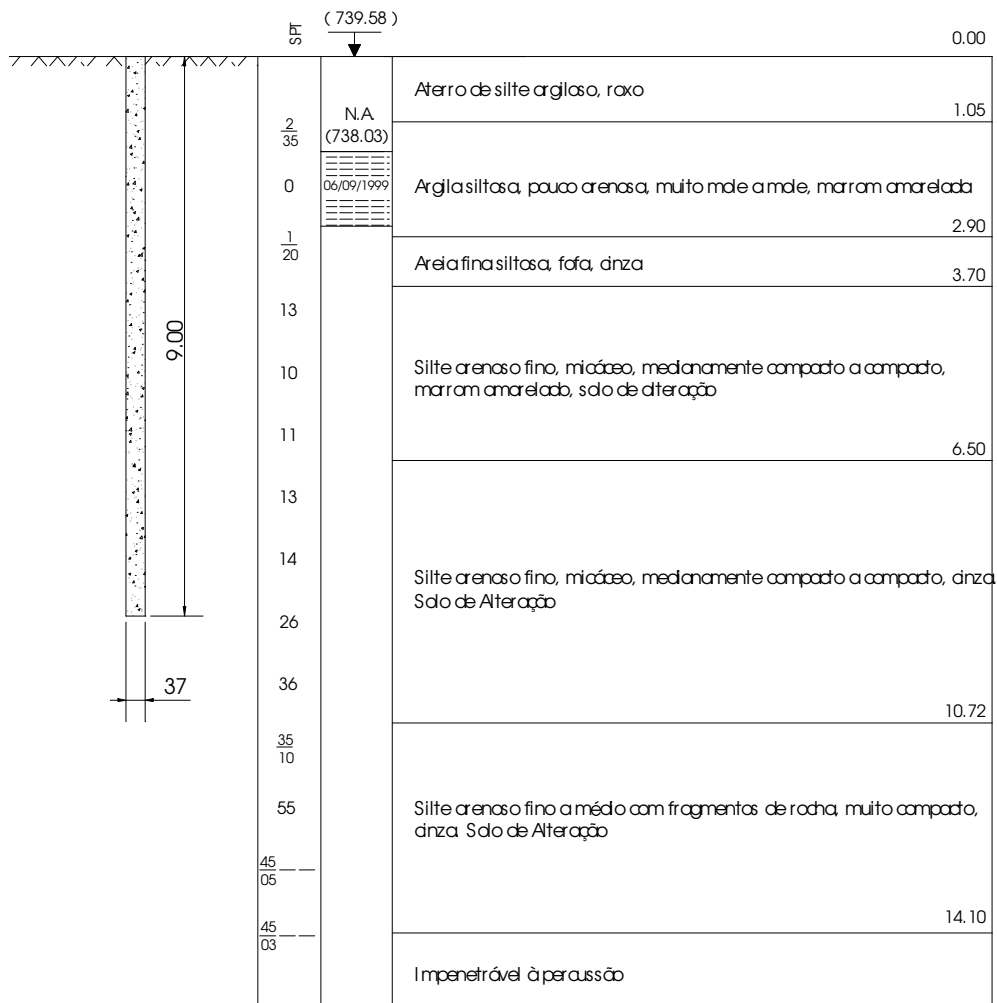 SPT
( 739.58 )
0.00
Aterro de silte argiloso, roxo
1.05
2
35
N.A.
(738.03)
0
06/09/1999
Argila siltosa, pouco arenosa, muito mole a mole, marrom amarelada
2.90
1
20
Areia fina siltosa, fofa, cinza
3.70
13
9.00
10
Silte arenoso fino, micáceo, medianamente compacto a compacto,
marrom amarelado, solo de alteração
11
6.50
13
14
Silte arenoso fino, micáceo, medianamente compacto a compacto, cinza.
Solo de Alteração
26
37
36
10.72
35
10
55
Silte arenoso fino a médio com fragmentos de rocha, muito compacto,
cinza. Solo de Alteração
45
05
14.10
45
03
Impenetrável à percussão